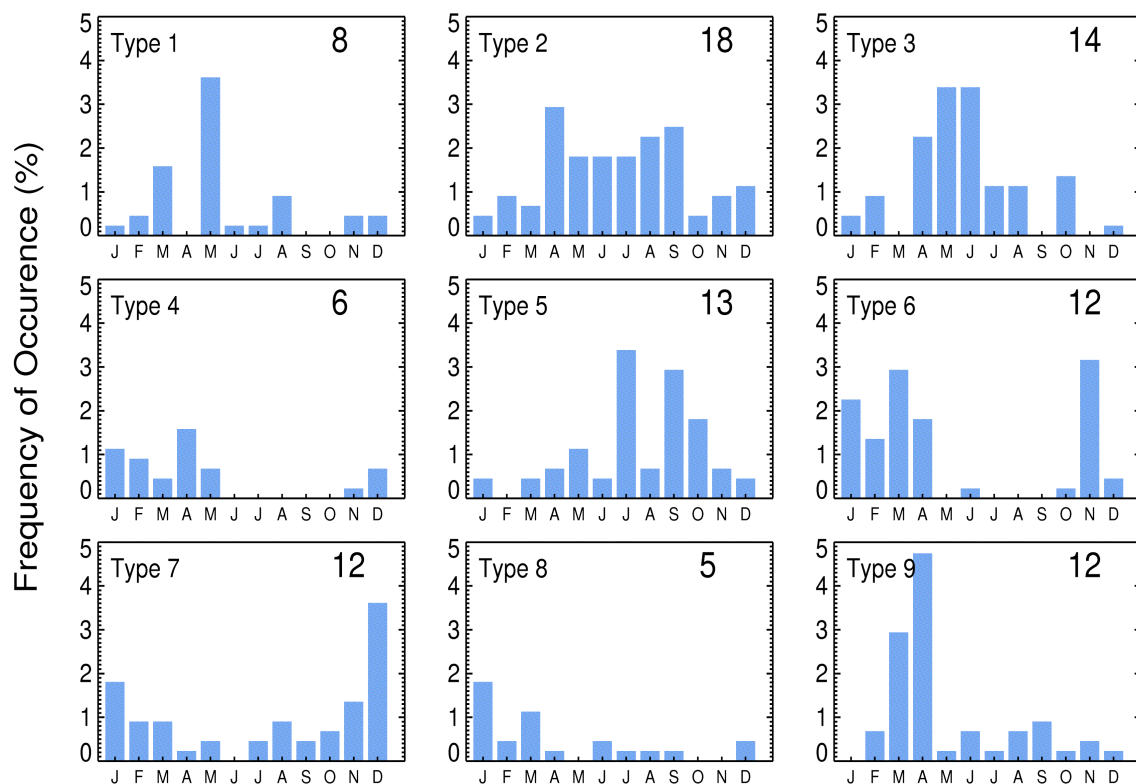 Frequency of Occurence (%)
Type 1 8
5
4
3
2
1
0
J F M A M J J A S O N D
Type 2 18
5
4
3
2
1
0
J F M A M J J A S O N D
Type 3 14
5
4
3
2
1
0
J F M A M J J A S O N D
Type 4 6
5
4
3
2
1
0
J F M A M J J A S O N D
Type 5 13
5
4
3
2
1
0
J F M A M J J A S O N D
Type 6 12
5
4
3
2
1
0
J F M A M J J A S O N D
Type 7 12
5
4
3
2
1
0
J F M A M J J A S O N D
Type 8 5
5
4
3
2
1
0
J F M A M J J A S O N D
Type 9 12
5
4
3
2
1
0
J F M A M J J A S O N D